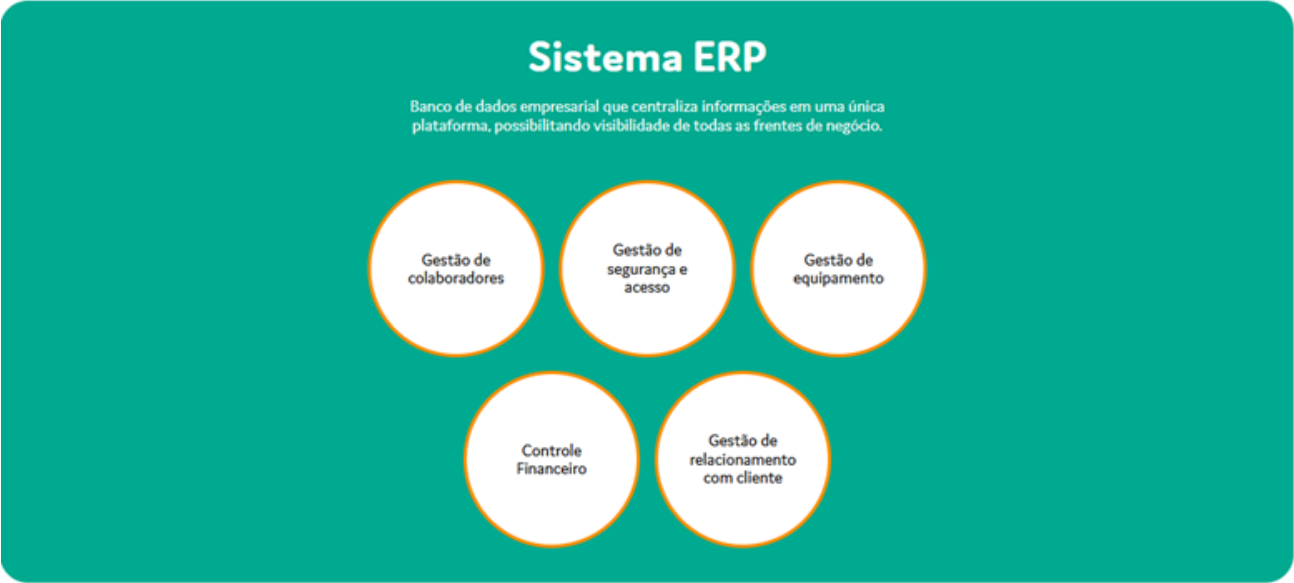 Sistema ERP
Banco de dados empresarial que centraliza informações em uma única
plataforma, possibilitando visibilidade de todas as frentes de negócio.
Gestão de
colaboradores
Gestão de
segurança e
acesso
Gestão de
equipamento
Controle
Financeiro
Gestão de
relacionamento
com cliente